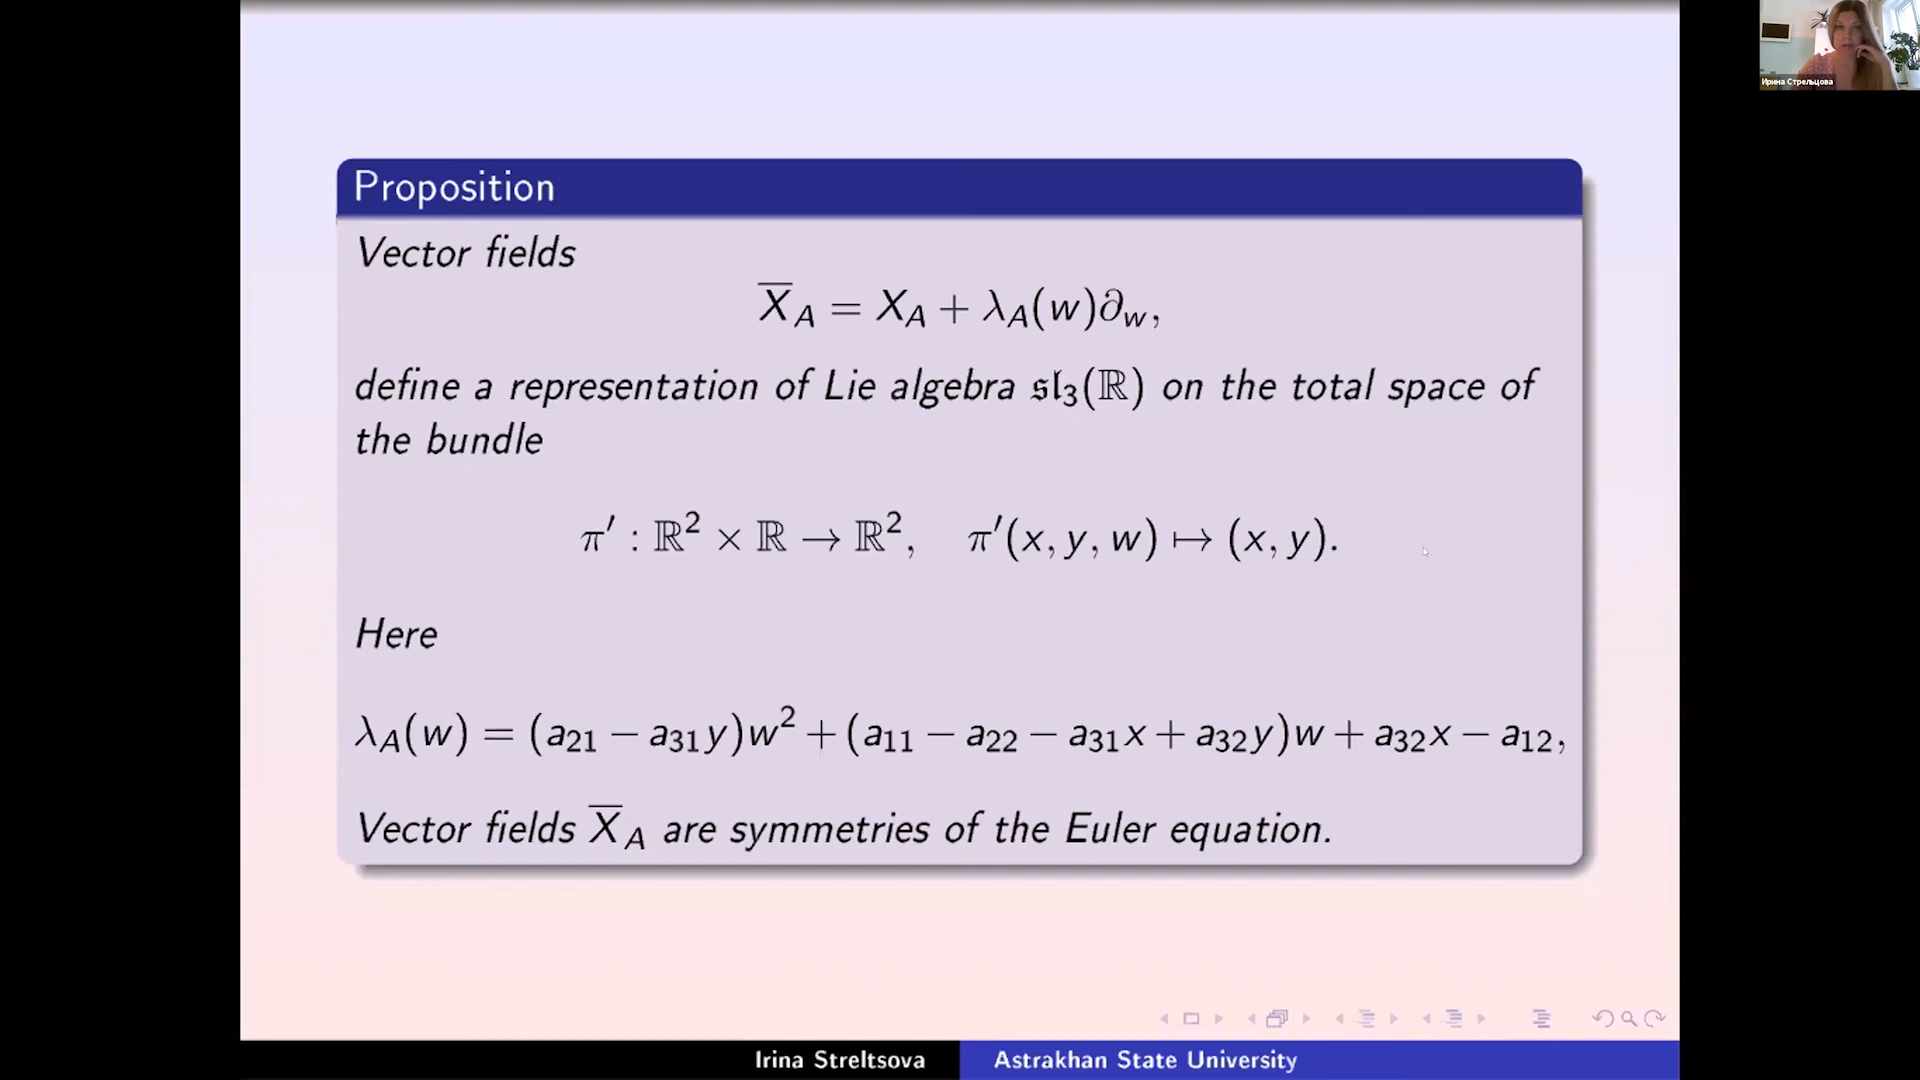 Ирина Стрельцова
Proposition
Vector fields
X̅_A = X_A + λ_A(w)∂_w,
define a representation of Lie algebra 𝔰𝔩₃(ℝ) on the total space of
the bundle
π′ : ℝ² × ℝ → ℝ², π′(x, y, w) ↦ (x, y).
Here
λ_A(w) = (a₂₁ − a₃₁y)w² + (a₁₁ − a₂₂ − a₃₁x + a₃₂y)w + a₃₂x − a₁₂,
Vector fields X̅_A are symmetries of the Euler equation.
Irina Streltsova Astrakhan State University